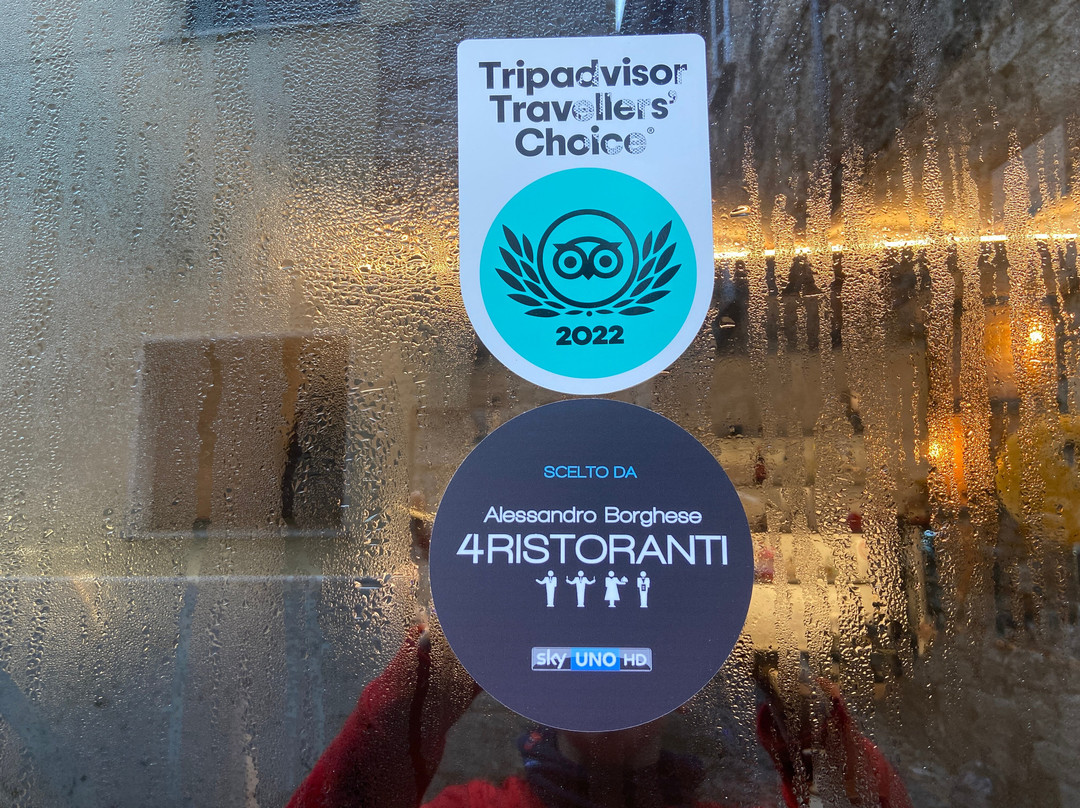 Tripadvisor
Travellers'
Choice®
2022
SCELTO DA
Alessandro Borghese
4RISTORANTI
sky UNO HD